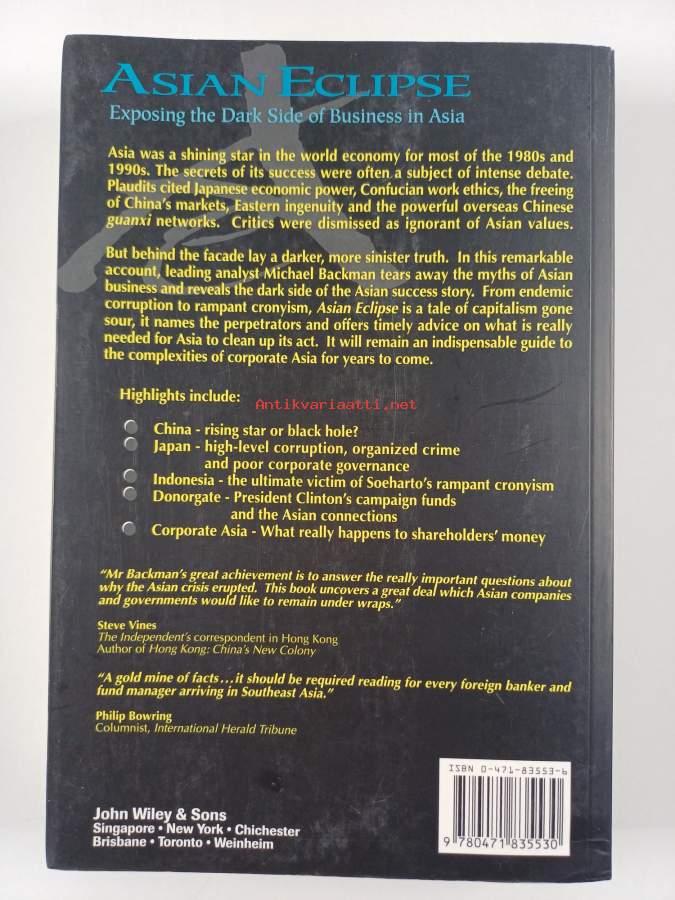 ASIAN ECLIPSE
Exposing the Dark Side of Business in Asia
Asia was a shining star in the world economy for most of the 1980s and
1990s. The secrets of its success were often a subject of intense debate.
Plaudits cited Japanese economic power, Confucian work ethics, the freeing
of China's markets, Eastern ingenuity and the powerful overseas Chinese
guanxi networks. Critics were dismissed as ignorant of Asian values.
But behind the facade lay a darker, more sinister truth. In this remarkable
account, leading analyst Michael Backman tears away the myths of Asian
business and reveals the dark side of the Asian success story. From endemic
corruption to rampant cronyism, Asian Eclipse is a tale of capitalism gone
sour, it names the perpetrators and offers timely advice on what is really
needed for Asia to clean up its act. It will remain an indispensable guide to
the complexities of corporate Asia for years to come.
Highlights include:
Antikvariaatti.net
China - rising star or black hole?
Japan - high-level corruption, organized crime
and poor corporate governance
Indonesia - the ultimate victim of Soeharto's rampant cronyism
Donorgate - President Clinton's campaign funds
and the Asian connections
Corporate Asia - What really happens to shareholders' money
"Mr Backman's great achievement is to answer the really important questions about
why the Asian crisis erupted. This book uncovers a great deal which Asian companies
and governments would like to remain under wraps."
Steve Vines
The Independent's correspondent in Hong Kong
Author of Hong Kong: China's New Colony
"A gold mine of facts...it should be required reading for every foreign banker and
fund manager arriving in Southeast Asia."
Philip Bowring
Columnist, International Herald Tribune
ISBN 0-471-83553-6
John Wiley & Sons
Singapore • New York • Chichester
Brisbane • Toronto • Weinheim
9 780471 835530